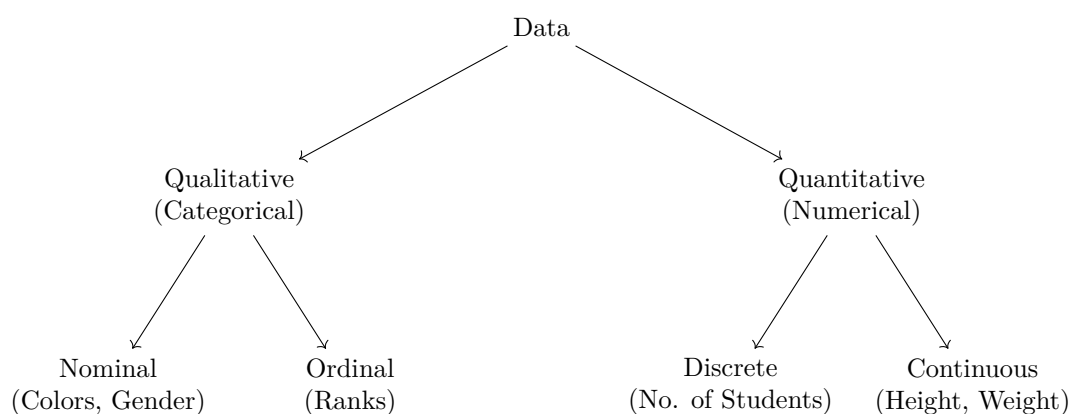 Data
Qualitative
(Categorical)
Quantitative
(Numerical)
Nominal
(Colors, Gender)
Ordinal
(Ranks)
Discrete
(No. of Students)
Continuous
(Height, Weight)